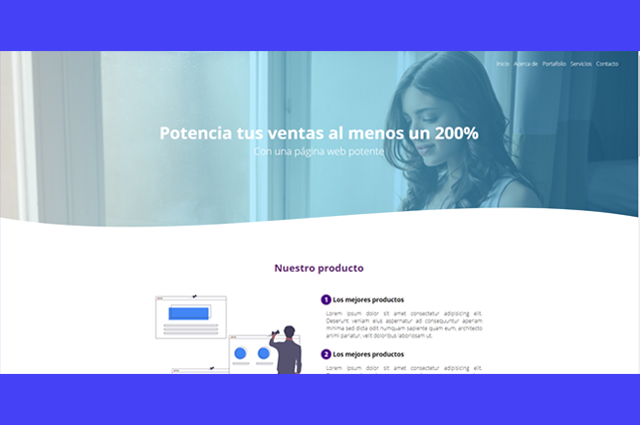 Inicio Acerca de Portafolio Servicios Contacto
Potencia tus ventas al menos un 200%
Con una página web potente
Nuestro producto
1 Los mejores productos
Lorem ipsum dolor sit amet consectetur adipisicing elit.
Deserunt veniam eius aspernatur ad consequuntur aperiam
minima sed dicta odit numquam sapiente quam eum, architecto
animi pariatur, velit doloribus laboriosam ut.
2 Los mejores productos
Lorem ipsum dolor sit amet consectetur adipisicing elit.